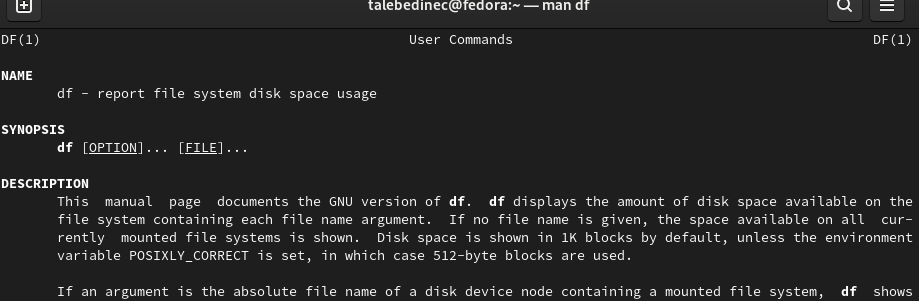 talebedinec@fedora:~ — man df
DF(1) User Commands DF(1)
NAME
df - report file system disk space usage
SYNOPSIS
df [OPTION]... [FILE]...
DESCRIPTION
This manual page documents the GNU version of df. df displays the amount of disk space available on the
file system containing each file name argument. If no file name is given, the space available on all cur-
rently mounted file systems is shown. Disk space is shown in 1K blocks by default, unless the environment
variable POSIXLY_CORRECT is set, in which case 512-byte blocks are used.
If an argument is the absolute file name of a disk device node containing a mounted file system, df shows